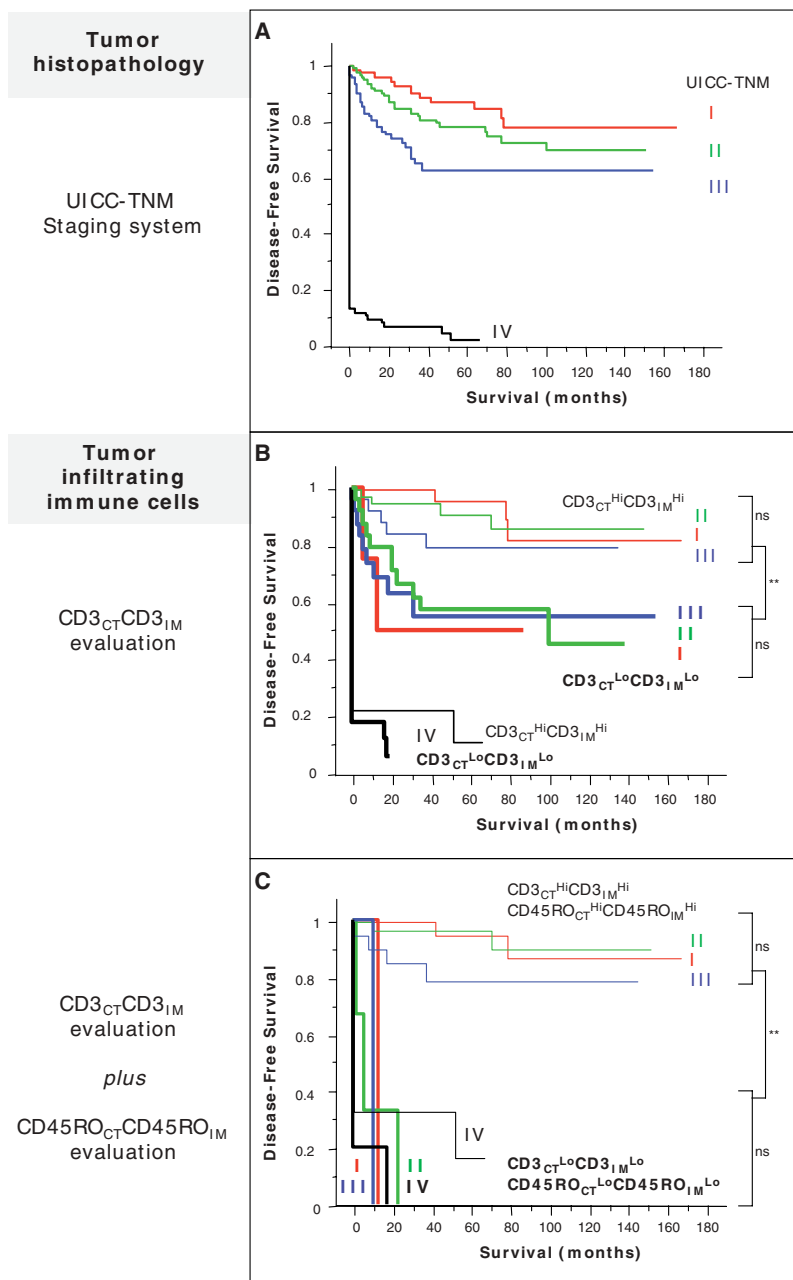 Tumor
histopathology
UICC-TNM
Staging system
A
Disease-Free Survival
1
0.8
0.6
0.4
0.2
0
UICC-TNM
I
II
III
IV
0 20 40 60 80 100 120 140 160 180
Survival (months)
Tumor
infiltrating
immune cells
CD3CTCD3IM
evaluation
B
Disease-Free Survival
1
0.8
0.6
0.4
0.2
0
CD3CTHiCD3IMHi
II
I
III
ns
**
III
II
I
ns
CD3CTLoCD3IMLo
IV
CD3CTHiCD3IMHi
CD3CTLoCD3IMLo
0 20 40 60 80 100 120 140 160 180
Survival (months)
CD3CTCD3IM
evaluation
plus
CD45ROCTCD45ROIM
evaluation
C
Disease-Free Survival
1
0.8
0.6
0.4
0.2
0
CD3CTHiCD3IMHi
CD45ROCTHiCD45ROIMHi
II
I
III
ns
**
ns
IV
CD3CTLoCD3IMLo
CD45ROCTLoCD45ROIMLo
I II
III IV
0 20 40 60 80 100 120 140 160 180
Survival (months)